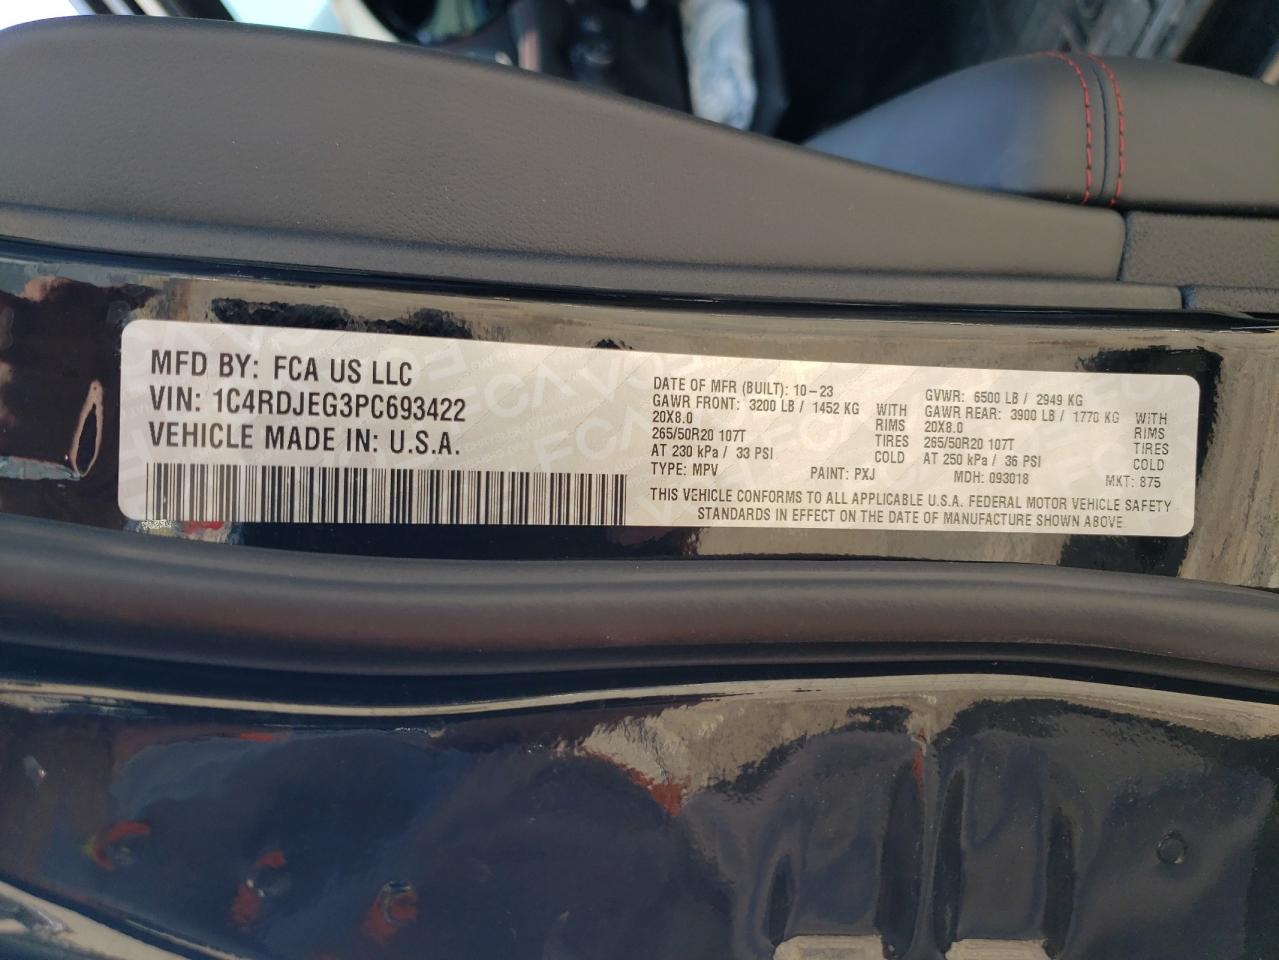 MFD BY: FCA US LLC
VIN: 1C4RDJEG3PC693422
VEHICLE MADE IN: U.S.A.
DATE OF MFR (BUILT): 10-23
GAWR FRONT: 3200 LB / 1452 KG WITH
20X8.0 RIMS
265/50R20 107T TIRES
AT 230 kPa / 33 PSI COLD
TYPE: MPV PAINT: PXJ
GVWR: 6500 LB / 2949 KG
GAWR REAR: 3900 LB / 1770 KG WITH
20X8.0 RIMS
265/50R20 107T TIRES
AT 250 kPa / 36 PSI COLD
MDH: 093018 MKT: 875
THIS VEHICLE CONFORMS TO ALL APPLICABLE U.S.A. FEDERAL MOTOR VEHICLE SAFETY
STANDARDS IN EFFECT ON THE DATE OF MANUFACTURE SHOWN ABOVE.